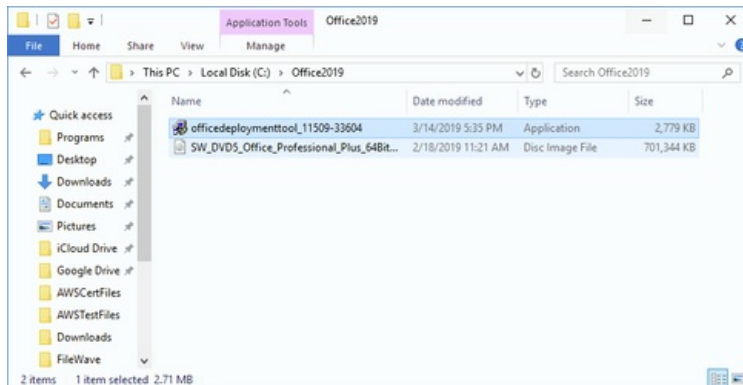 Application Tools Office2019
File Home Share View Manage
This PC > Local Disk (C:) > Office2019 Search Office2019
Name Date modified Type Size
Quick access
Programs
Desktop
Downloads
Documents
Pictures
iCloud Drive
Google Drive
AWSCertFiles
AWSTestFiles
Downloads
FileWave
officedeploymenttool_11509-33604 3/14/2019 5:35 PM Application 2,779 KB
SW_DVD5_Office_Professional_Plus_64Bit... 2/18/2019 11:21 AM Disc Image File 701,344 KB
2 items 1 item selected 2.71 MB